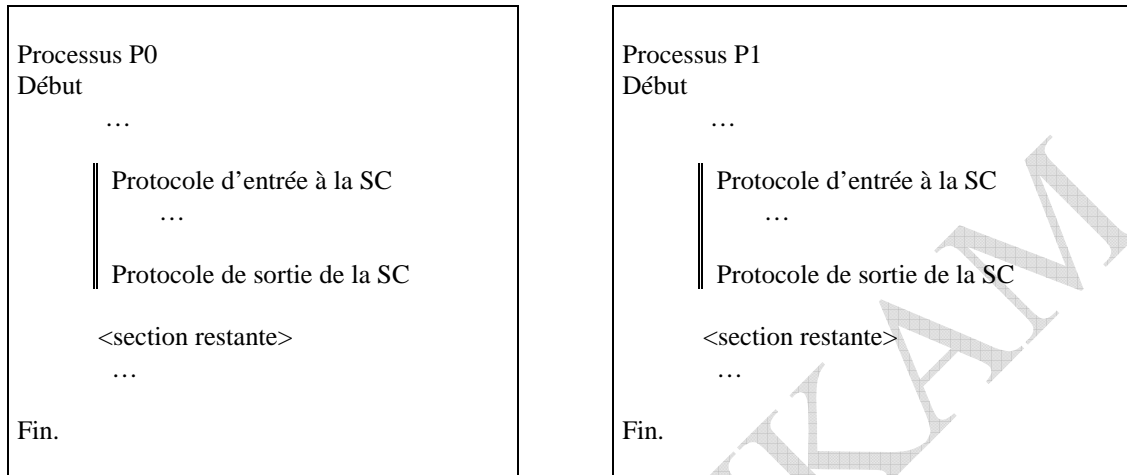 Processus P0
Début
…
Protocole d’entrée à la SC
…
Protocole de sortie de la SC
<section restante>
…
Fin.
Processus P1
Début
…
Protocole d’entrée à la SC
…
Protocole de sortie de la SC
<section restante>
…
Fin.